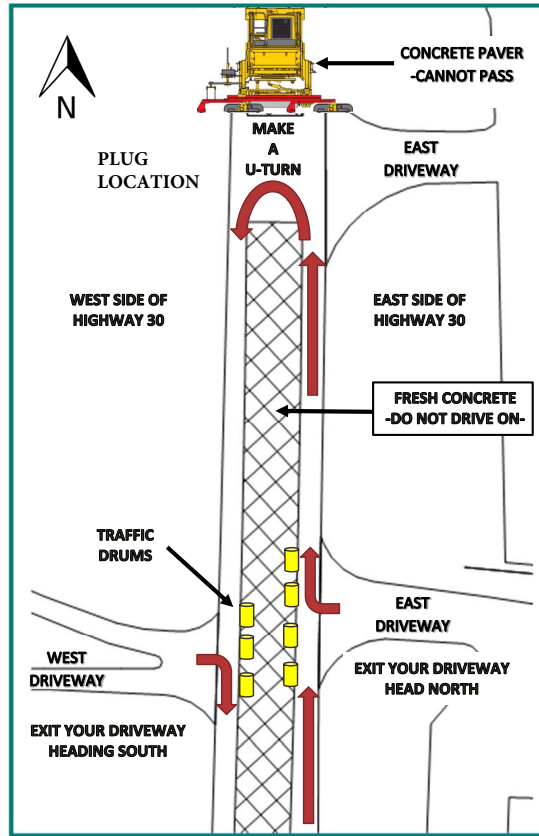 CONCRETE PAVER
-CANNOT PASS
N
MAKE
A
U-TURN
PLUG
LOCATION
EAST
DRIVEWAY
WEST SIDE OF
HIGHWAY 30
EAST SIDE OF
HIGHWAY 30
FRESH CONCRETE
-DO NOT DRIVE ON-
TRAFFIC
DRUMS
EAST
DRIVEWAY
WEST
DRIVEWAY
EXIT YOUR DRIVEWAY
HEAD NORTH
EXIT YOUR DRIVEWAY
HEADING SOUTH